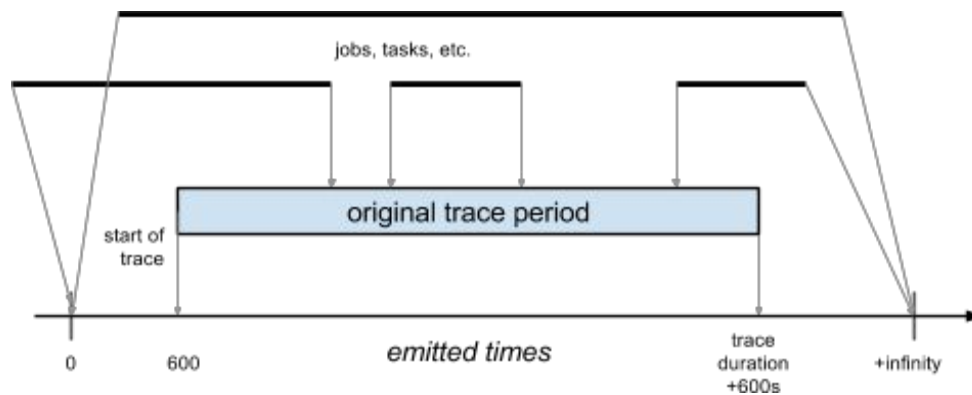 jobs, tasks, etc.
original trace period
start of
trace
0
600
emitted times
trace
duration
+600s
+infinity